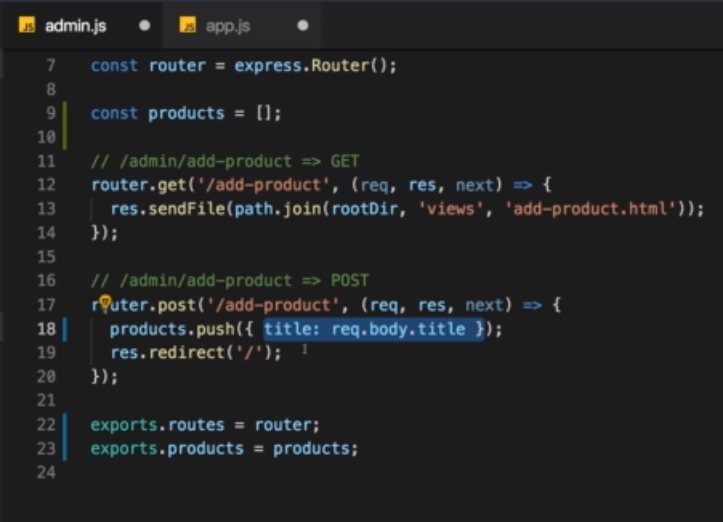 JS admin.js JS app.js
7 const router = express.Router();
8
9 const products = [];
10
11 // /admin/add-product => GET
12 router.get('/add-product', (req, res, next) => {
13 res.sendFile(path.join(rootDir, 'views', 'add-product.html'));
14 });
15
16 // /admin/add-product => POST
17 router.post('/add-product', (req, res, next) => {
18 products.push({ title: req.body.title });
19 res.redirect('/');
20 });
21
22 exports.routes = router;
23 exports.products = products;
24